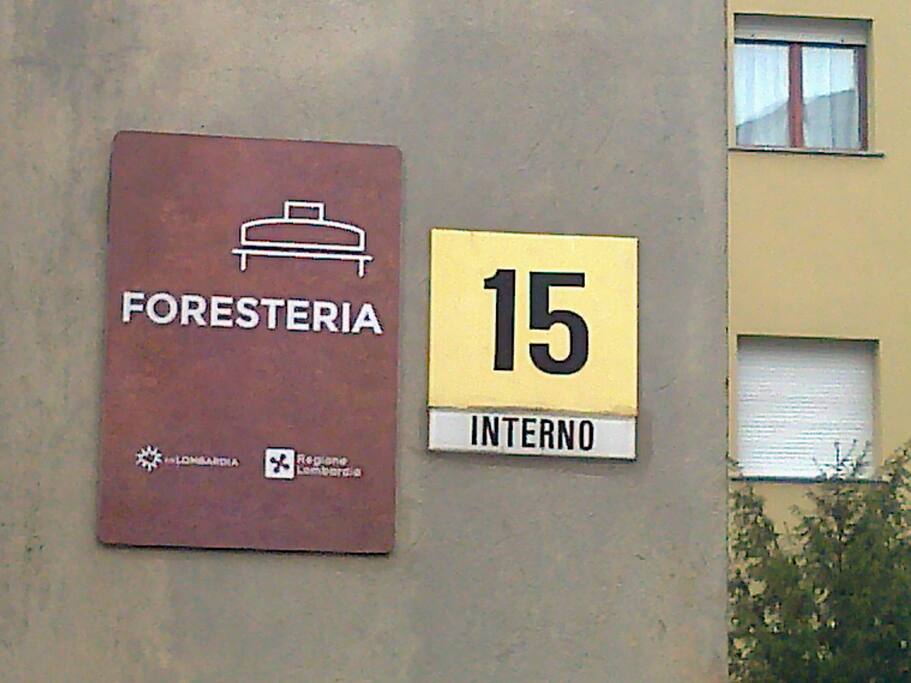 FORESTERIA
inLOMBARDIA
Regione
Lombardia
15
INTERNO